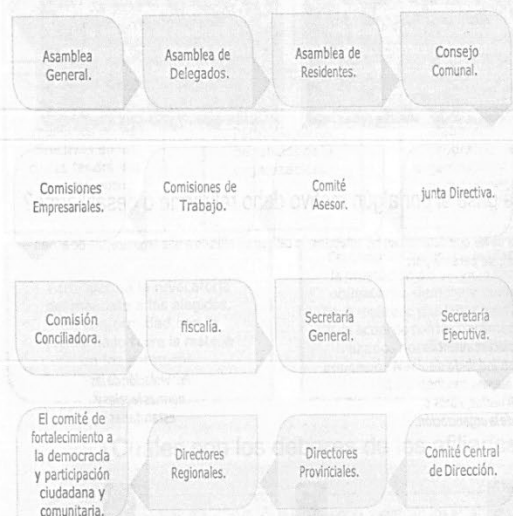 Asamblea
General.
Asamblea de
Delegados.
Asamblea de
Residentes.
Consejo
Comunal.
Comisiones
Empresariales.
Comisiones de
Trabajo.
Comité
Asesor.
junta Directiva.
Comisión
Conciliadora.
fiscalía.
Secretaría
General.
Secretaría
Ejecutiva.
El comité de
fortalecimiento a
la democracia
y participación
ciudadana y
comunitaria.
Directores
Regionales.
Directores
Provinciales.
Comité Central
de Dirección.